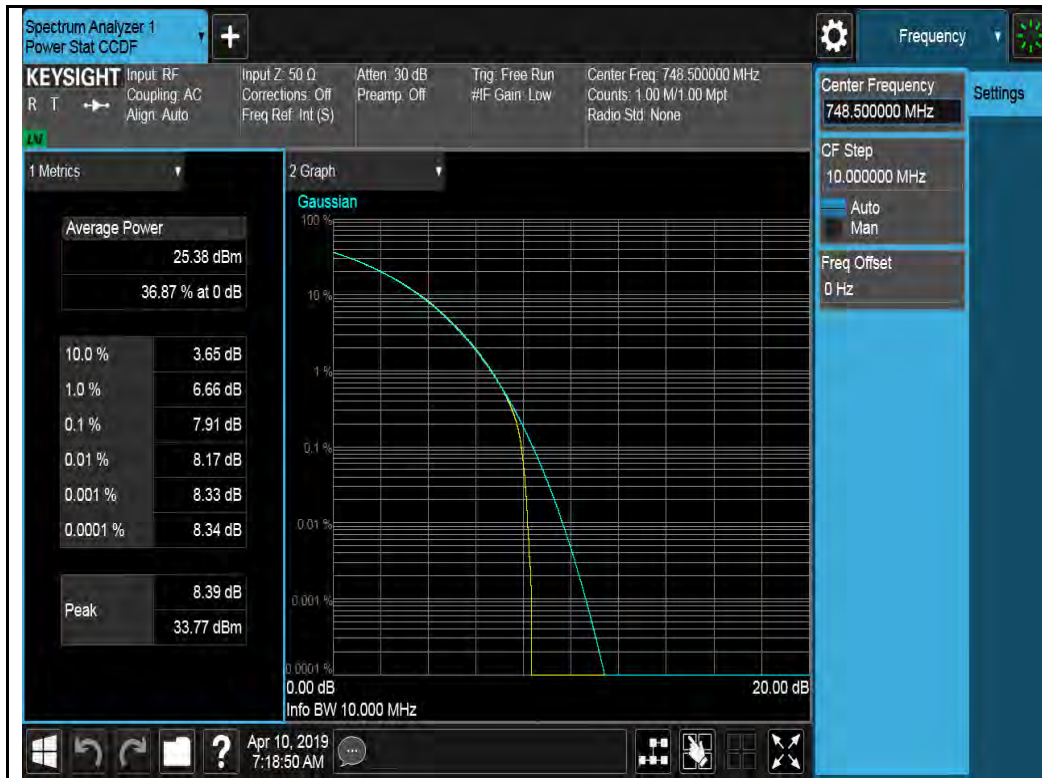 Spectrum Analyzer 1
Power Stat CCDF
+
Frequency
KEYSIGHT
R T
LV
Input: RF
Coupling: AC
Align: Auto
Input Z: 50 Ω
Corrections: Off
Freq Ref: Int (S)
Atten: 30 dB
Preamp: Off
Trig: Free Run
#IF Gain: Low
Center Freq: 748.500000 MHz
Counts: 1.00 M/1.00 Mpt
Radio Std: None
Center Frequency
748.500000 MHz
Settings
CF Step
10.000000 MHz
Auto
Man
Freq Offset
0 Hz
1 Metrics
Average Power
25.38 dBm
36.87 % at 0 dB
10.0 % 3.65 dB
1.0 % 6.66 dB
0.1 % 7.91 dB
0.01 % 8.17 dB
0.001 % 8.33 dB
0.0001 % 8.34 dB
Peak
8.39 dB
33.77 dBm
2 Graph
Gaussian
100 %
10 %
1 %
0.1 %
0.01 %
0.001 %
0.0001 %
0.00 dB
20.00 dB
Info BW 10.000 MHz
?
Apr 10, 2019
7:18:50 AM